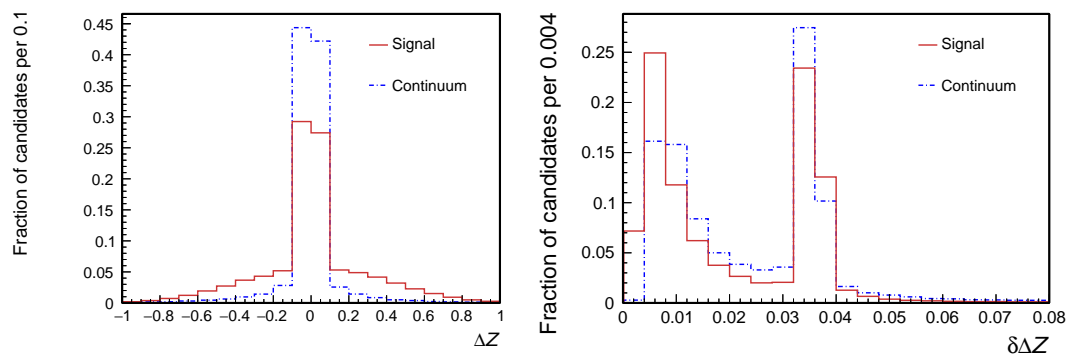 Fraction of candidates per 0.1
0.45
0.4
0.35
0.3
0.25
0.2
0.15
0.1
0.05
0
−1 −0.8 −0.6 −0.4 −0.2 0 0.2 0.4 0.6 0.8 1
ΔZ
Signal
Continuum
Fraction of candidates per 0.004
0.25
0.2
0.15
0.1
0.05
0
0 0.01 0.02 0.03 0.04 0.05 0.06 0.07 0.08
δΔZ
Signal
Continuum